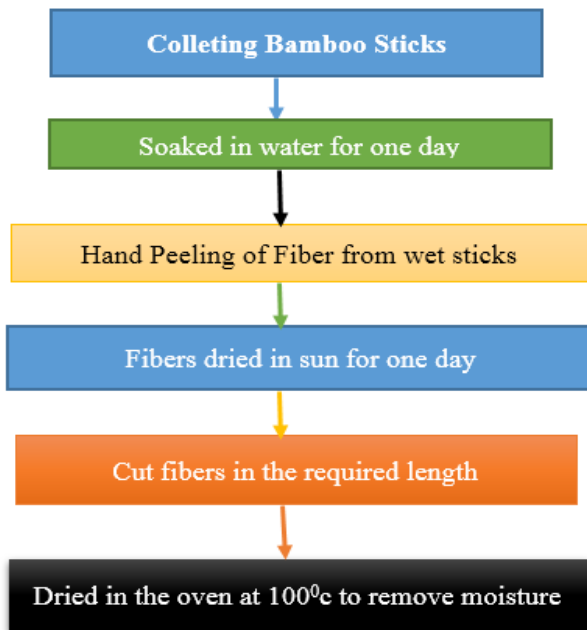 Colleting Bamboo Sticks
Soaked in water for one day
Hand Peeling of Fiber from wet sticks
Fibers dried in sun for one day
Cut fibers in the required length
Dried in the oven at 100⁰c to remove moisture